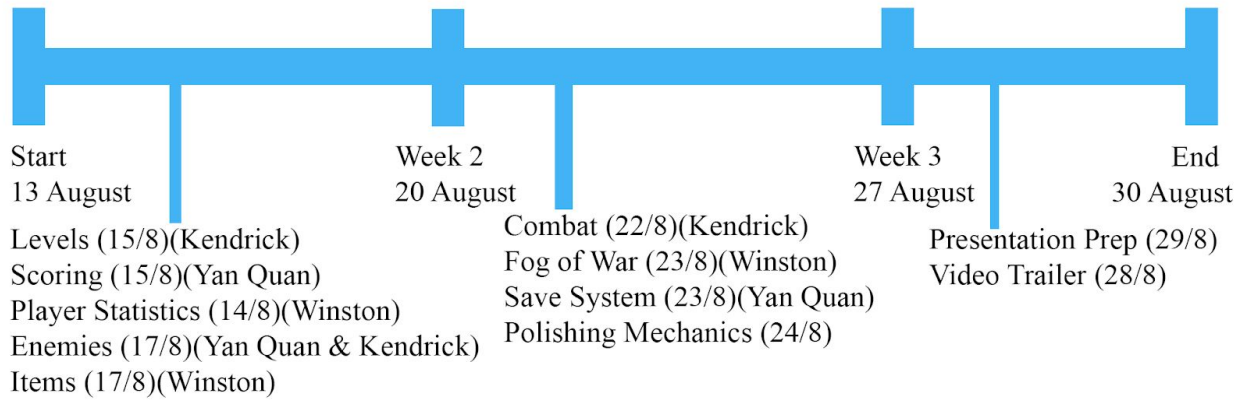 Start
13 August
Week 2
20 August
Week 3
27 August
End
30 August
Levels (15/8)(Kendrick)
Scoring (15/8)(Yan Quan)
Player Statistics (14/8)(Winston)
Enemies (17/8)(Yan Quan & Kendrick)
Items (17/8)(Winston)
Combat (22/8)(Kendrick)
Fog of War (23/8)(Winston)
Save System (23/8)(Yan Quan)
Polishing Mechanics (24/8)
Presentation Prep (29/8)
Video Trailer (28/8)